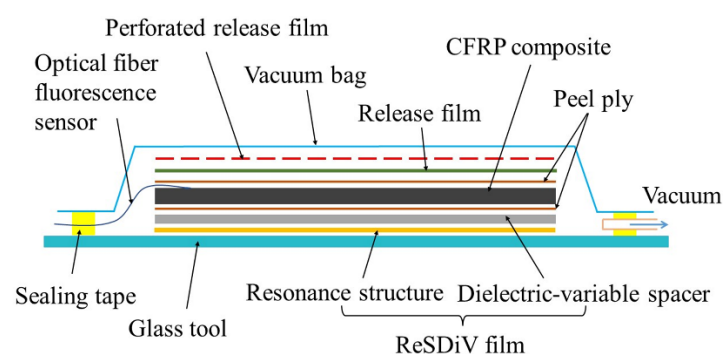 Perforated release film
Optical fiber
fluorescence
sensor
Vacuum bag
CFRP composite
Release film
Peel ply
Vacuum
Sealing tape
Glass tool
Resonance structure
Dielectric-variable spacer
ReSDiV film